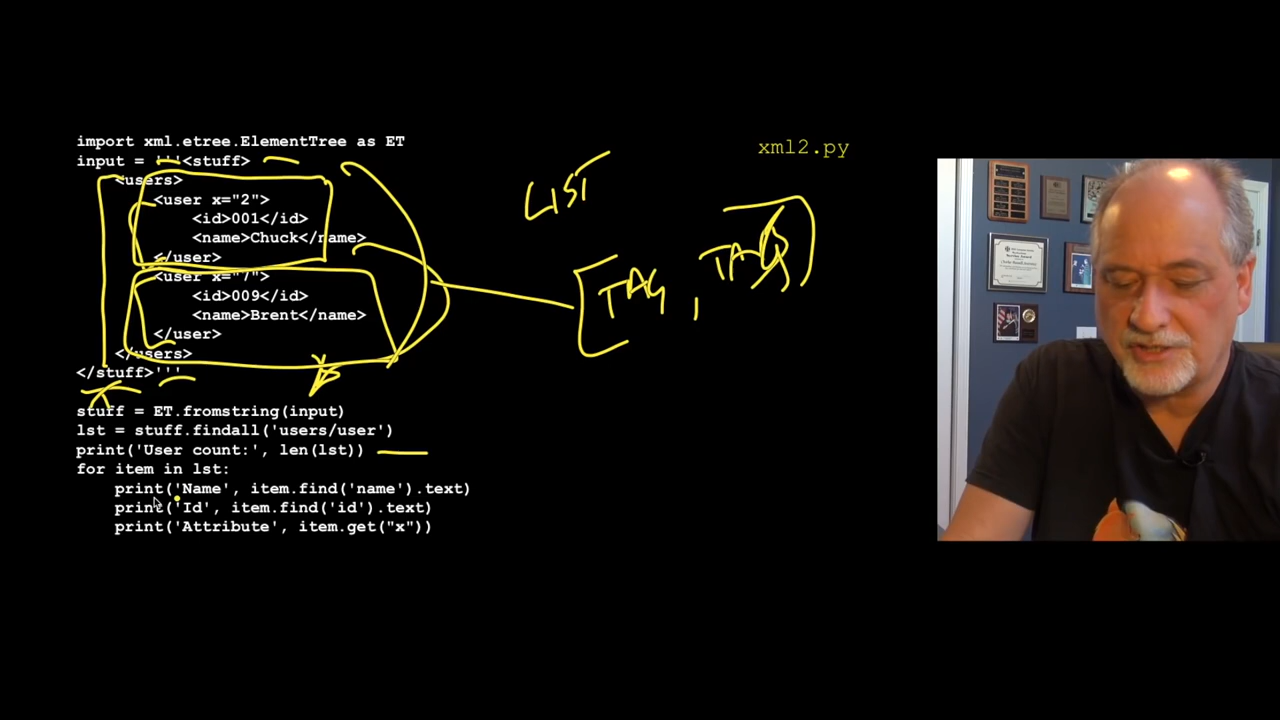 import xml.etree.ElementTree as ET
input = '''<stuff>
    <users>
        <user x="2">
            <id>001</id>
            <name>Chuck</name>
        </user>
        <user x="7">
            <id>009</id>
            <name>Brent</name>
        </user>
    </users>
</stuff>'''
stuff = ET.fromstring(input)
lst = stuff.findall('users/user')
print('User count:', len(lst))
for item in lst:
    print('Name', item.find('name').text)
    print('Id', item.find('id').text)
    print('Attribute', item.get("x"))
xml2.py
LIST
[TAG, TAG]